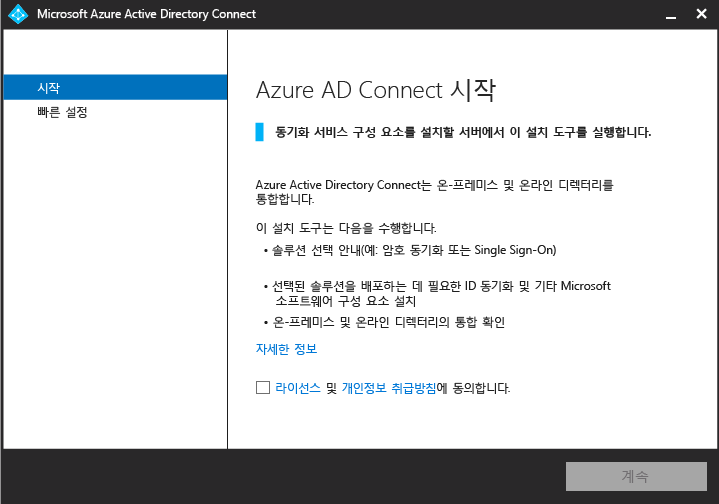 Microsoft Azure Active Directory Connect
시작
빠른 설정
Azure AD Connect 시작
동기화 서비스 구성 요소를 설치할 서버에서 이 설치 도구를 실행합니다.
Azure Active Directory Connect는 온-프레미스 및 온라인 디렉터리를
통합합니다.
이 설치 도구는 다음을 수행합니다.
• 솔루션 선택 안내(예: 암호 동기화 또는 Single Sign-On)
• 선택된 솔루션을 배포하는 데 필요한 ID 동기화 및 기타 Microsoft
소프트웨어 구성 요소 설치
• 온-프레미스 및 온라인 디렉터리의 통합 확인
자세한 정보
라이선스 및 개인정보 취급방침에 동의합니다.
계속